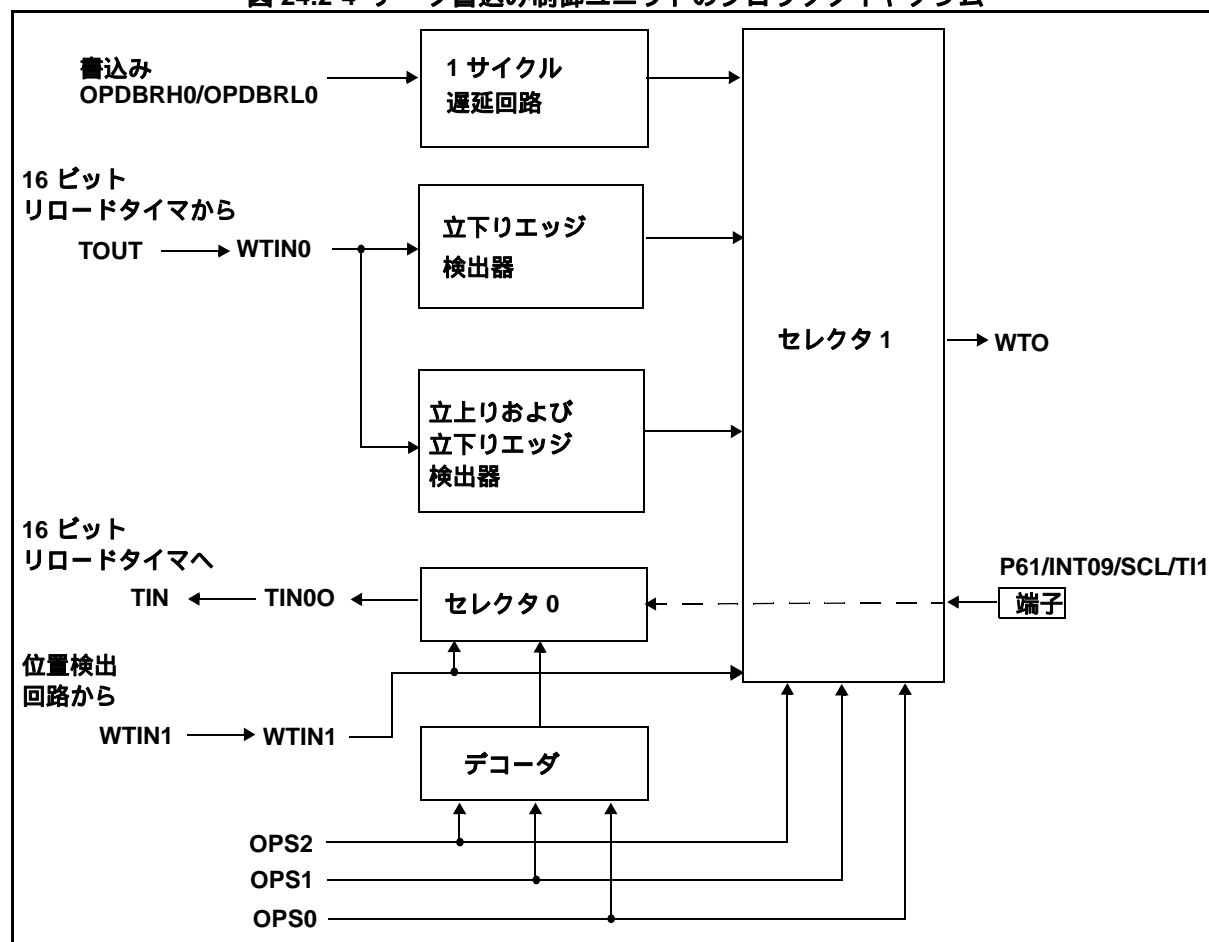 書込み
OPDBRH0/OPDBRL0
1 サイクル
遅延回路
16 ビット
リロードタイマから
TOUT
WTIN0
立下りエッジ
検出器
セレクタ 1
WTO
立上りおよび
立下りエッジ
検出器
16 ビット
リロードタイマへ
TIN
TIN0O
セレクタ 0
P61/INT09/SCL/TI1
端子
位置検出
回路から
WTIN1
WTIN1
デコーダ
OPS2
OPS1
OPS0